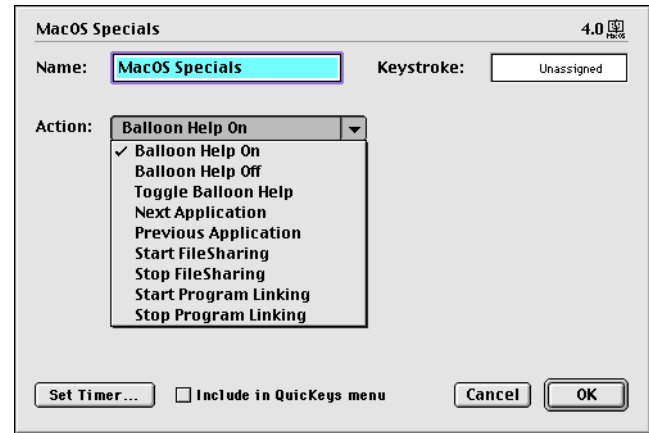 MacOS Specials 4.0
Name: MacOS Specials Keystroke: Unassigned
Action: Balloon Help On
✓ Balloon Help On
Balloon Help Off
Toggle Balloon Help
Next Application
Previous Application
Start FileSharing
Stop FileSharing
Start Program Linking
Stop Program Linking
Set Timer... Include in QuicKeys menu Cancel OK